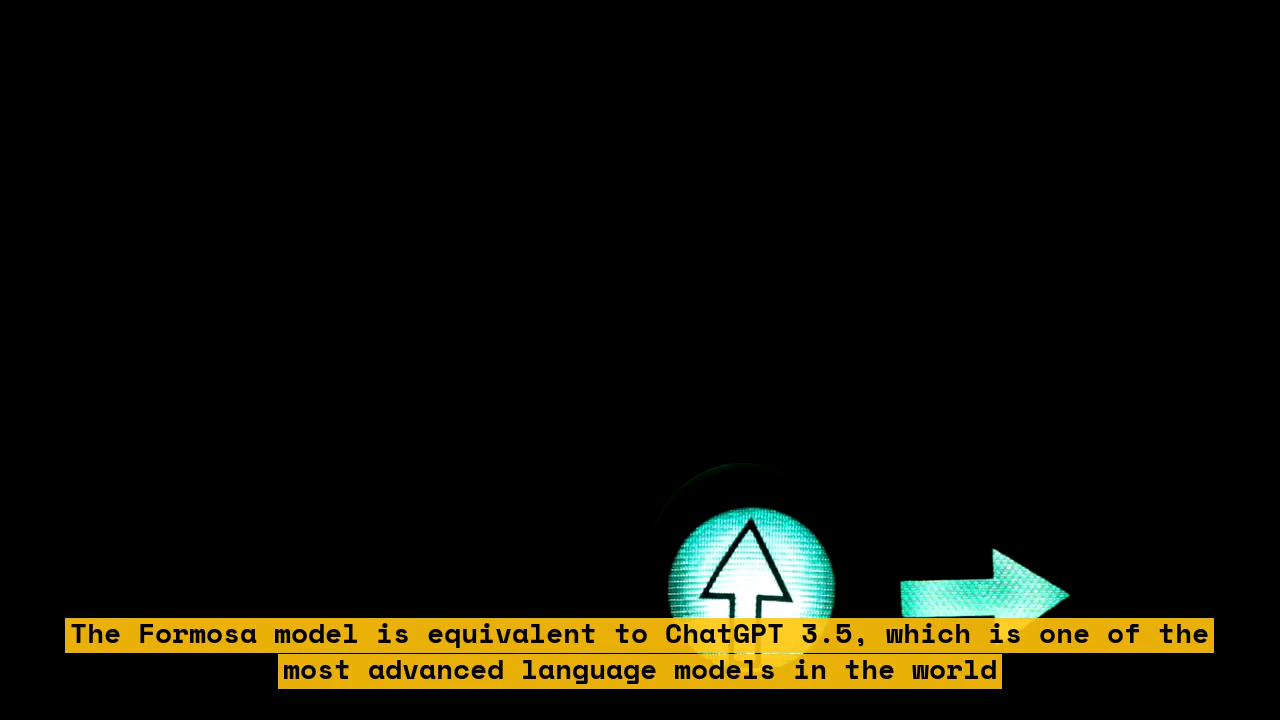 The Formosa model is equivalent to ChatGPT 3.5, which is one of the
most advanced language models in the world